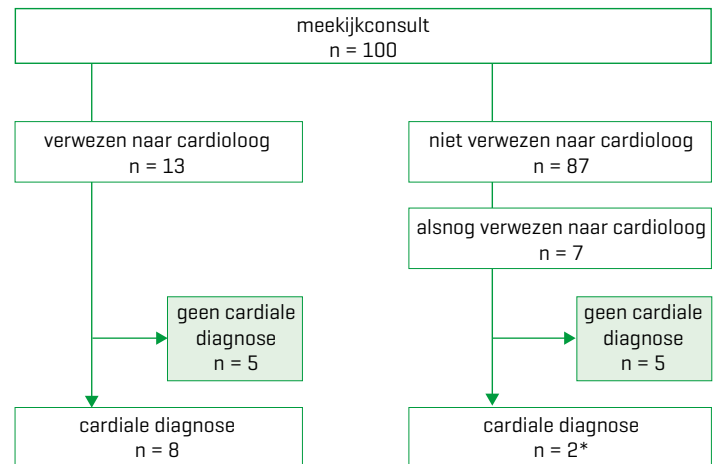 meekijkconsult
n = 100
verwezen naar cardioloog
n = 13
niet verwezen naar cardioloog
n = 87
alsnog verwezen naar cardioloog
n = 7
geen cardiale
diagnose
n = 5
geen cardiale
diagnose
n = 5
cardiale diagnose
n = 8
cardiale diagnose
n = 2*